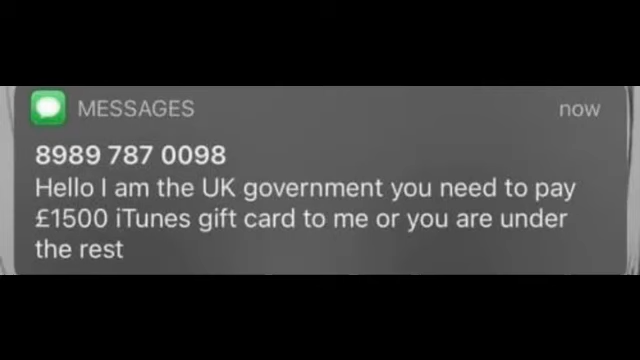 MESSAGES
now
8989 787 0098
Hello I am the UK government you need to pay
£1500 iTunes gift card to me or you are under
the rest